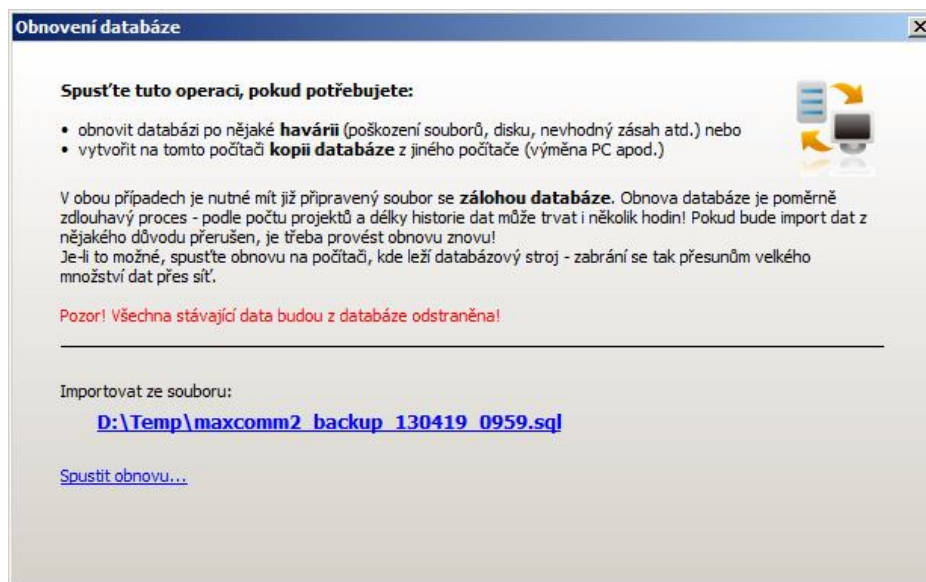 Obnovení databáze
Spusťte tuto operaci, pokud potřebujete:
• obnovit databázi po nějaké havárii (poškození souborů, disku, nevhodný zásah atd.) nebo
• vytvořit na tomto počítači kopii databáze z jiného počítače (výměna PC apod.)
V obou případech je nutné mít již připravený soubor se zálohou databáze. Obnova databáze je poměrně
zdlouhavý proces - podle počtu projektů a délky historie dat může trvat i několik hodin! Pokud bude import dat z
nějakého důvodu přerušen, je třeba provést obnovu znovu!
Je-li to možné, spusťte obnovu na počítači, kde leží databázový stroj - zabrání se tak přesunům velkého
množství dat přes síť.
Pozor! Všechna stávající data budou z databáze odstraněna!
Importovat ze souboru:
D:\Temp\maxcomm2_backup_130419_0959.sql
Spustit obnovu...